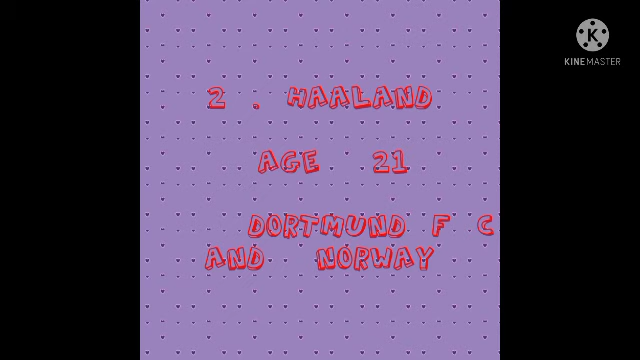 K
KINEMASTER
2 . HAALAND
AGE 21
DORTMUND F C
AND NORWAY